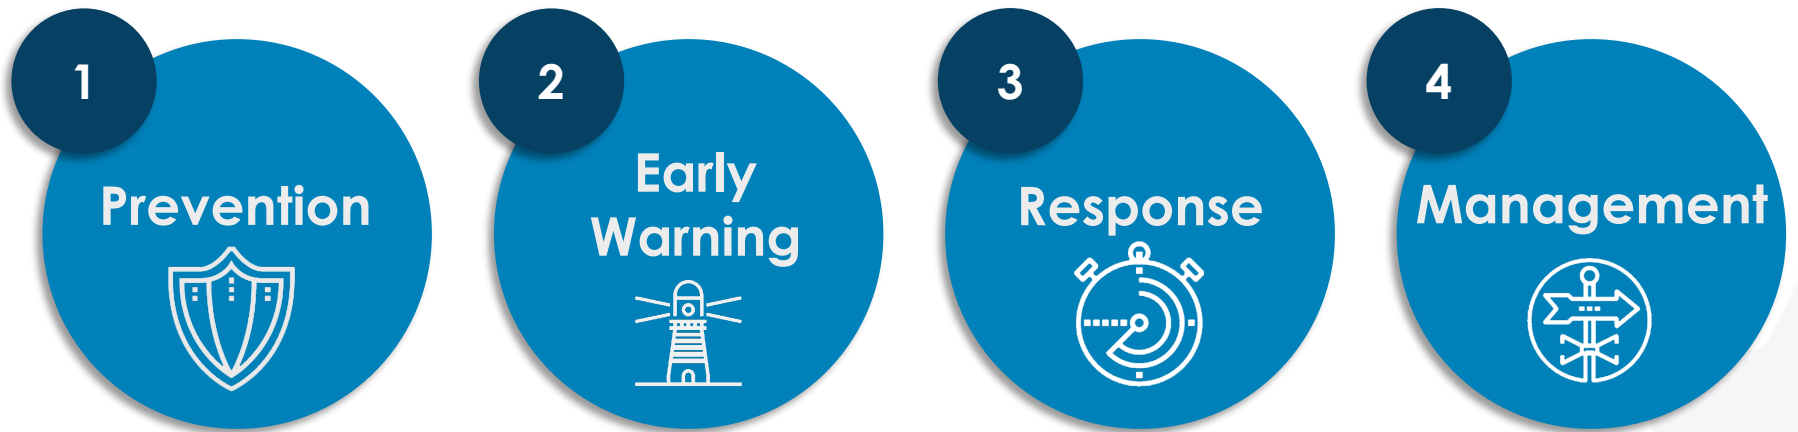 1
Prevention
2
Early
Warning
3
Response
4
Management